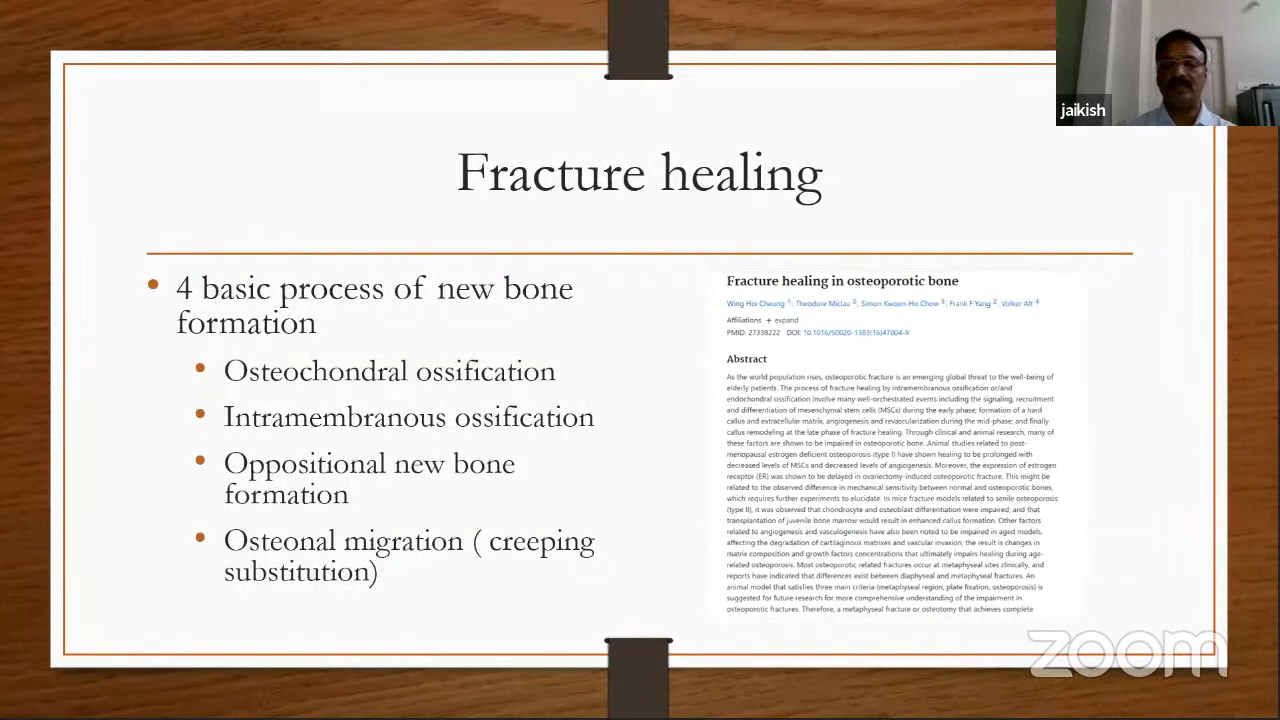 jaikish
Fracture healing
• 4 basic process of new bone
formation
• Osteochondral ossification
• Intramembranous ossification
• Oppositional new bone
formation
• Osteonal migration ( creeping
substitution)
Fracture healing in osteoporotic bone
Wing Hoi Cheung 1, Theodore Miclau 2, Simon Kwoon-Ho Chow 3, Frank F Yang 2, Volker Alt 4
Affiliations + expand
PMID: 27338222 DOI: 10.1016/S0020-1383(16)47004-X
Abstract
As the world population rises, osteoporotic fracture is an emerging global threat to the well-being of
elderly patients. The process of fracture healing by intramembranous ossification or/and
endochondral ossification involve many well-orchestrated events including the signaling, recruitment
and differentiation of mesenchymal stem cells (MSCs) during the early phase; formation of a hard
callus and extracellular matrix, angiogenesis and revascularization during the mid-phase; and finally
callus remodeling at the late phase of fracture healing. Through clinical and animal research, many of
these factors are shown to be impaired in osteoporotic bone. Animal studies related to post-
menopausal estrogen deficient osteoporosis (type I) have shown healing to be prolonged with
decreased levels of MSCs and decreased levels of angiogenesis. Moreover, the expression of estrogen
receptor (ER) was shown to be delayed in ovariectomy-induced osteoporotic fracture. This might be
related to the observed difference in mechanical sensitivity between normal and osteoporotic bones,
which requires further experiments to elucidate. In mice fracture models related to senile osteoporosis
(type II), it was observed that chondrocyte and osteoblast differentiation were impaired; and that
transplantation of juvenile bone marrow would result in enhanced callus formation. Other factors
related to angiogenesis and vasculogenesis have also been noted to be impaired in aged models,
affecting the degradation of cartilaginous matrixes and vascular invasion; the result is changes in
matrix composition and growth factors concentrations that ultimately impairs healing during age-
related osteoporosis. Most osteoporotic related fractures occur at metaphyseal sites clinically, and
reports have indicated that differences exist between diaphyseal and metaphyseal fractures. An
animal model that satisfies three main criteria (metaphyseal region, plate fixation, osteoporosis) is
suggested for future research for more comprehensive understanding of the impairment in
osteoporotic fractures. Therefore, a metaphyseal fracture or osteotomy that achieves complete
zoom